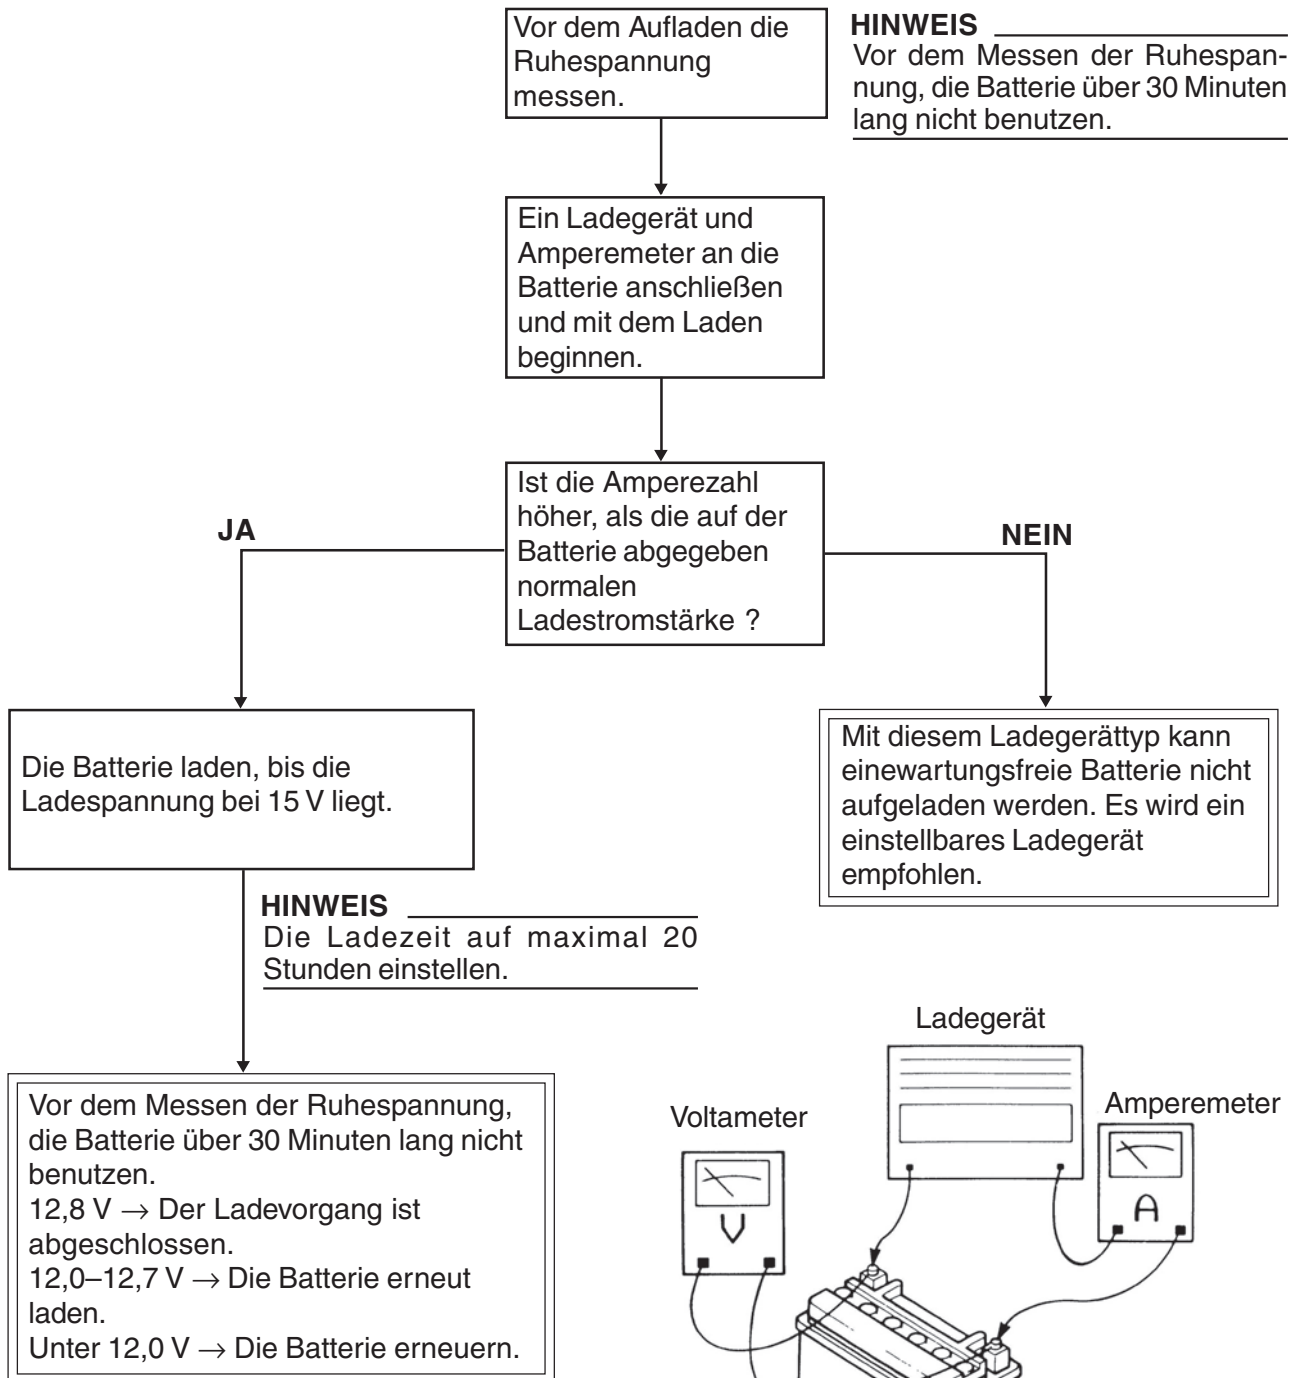 Vor dem Aufladen die
Ruhespannung
messen.
HINWEIS
Vor dem Messen der Ruhespan-
nung, die Batterie über 30 Minuten
lang nicht benutzen.
Ein Ladegerät und
Amperemeter an die
Batterie anschließen
und mit dem Laden
beginnen.
Ist die Amperezahl
höher, als die auf der
Batterie abgegeben
normalen
Ladestromstärke ?
JA
NEIN
Die Batterie laden, bis die
Ladespannung bei 15 V liegt.
Mit diesem Ladegerättyp kann
einewartungsfreie Batterie nicht
aufgeladen werden. Es wird ein
einstellbares Ladegerät
empfohlen.
HINWEIS
Die Ladezeit auf maximal 20
Stunden einstellen.
Vor dem Messen der Ruhespannung,
die Batterie über 30 Minuten lang nicht
benutzen.
12,8 V → Der Ladevorgang ist
abgeschlossen.
12,0–12,7 V → Die Batterie erneut
laden.
Unter 12,0 V → Die Batterie erneuern.
Ladegerät
Voltameter
Amperemeter
V
A